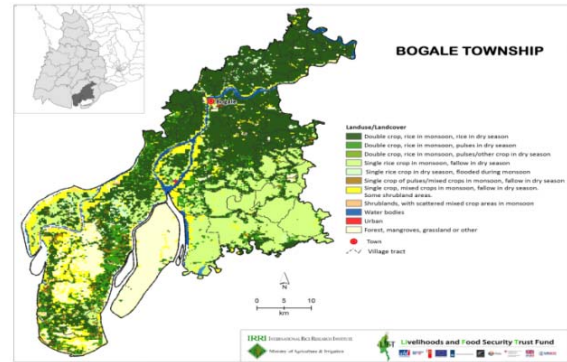 BOGALE TOWNSHIP
Bogale
Landuse/Landcover
Double crop, rice in monsoon, rice in dry season
Double crop, rice in monsoon, pulses in dry season
Double crop, rice in monsoon, pulses/other crop in dry season
Single rice crop in monsoon, fallow in dry season
Single rice crop in dry season, flooded during monsoon
Single crop of pulses/mixed crops in monsoon, fallow in dry season
Single crop, mixed crops in monsoon, fallow in dry season.
Some shrubland areas.
Shrublands, with scattered mixed crop areas in monsoon
Water bodies
Urban
Forest, mangroves, grassland or other
Town
Village tract
N
0 5 10
km
IRRI INTERNATIONAL RICE RESEARCH INSTITUTE
Ministry of Agriculture & Irrigation
Livelihoods and Food Security Trust Fund